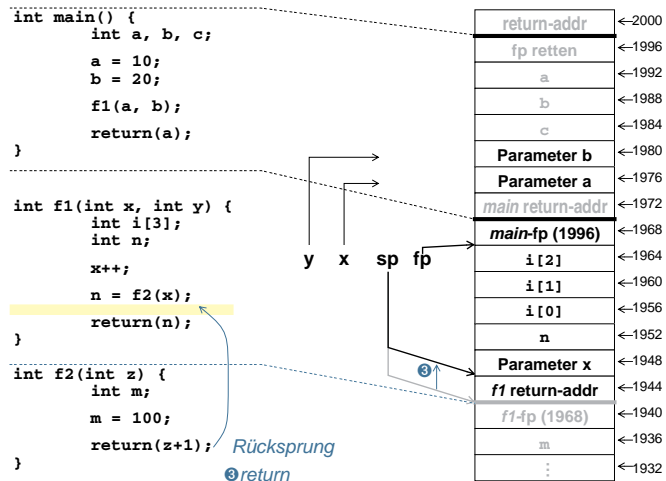 int main() {
int a, b, c;
a = 10;
b = 20;
f1(a, b);
return(a);
}
int f1(int x, int y) {
int i[3];
int n;
x++;
n = f2(x);
return(n);
}
int f2(int z) {
int m;
m = 100;
return(z+1);
}
Rücksprung
❸return
y x sp fp
❸
return-addr ←2000
fp retten ←1996
a ←1992
b ←1988
c ←1984
Parameter b ←1980
Parameter a ←1976
main return-addr ←1972
main-fp (1996) ←1968
i[2] ←1964
i[1] ←1960
i[0] ←1956
n ←1952
Parameter x ←1948
f1 return-addr ←1944
f1-fp (1968) ←1940
m ←1936
⋮ ←1932